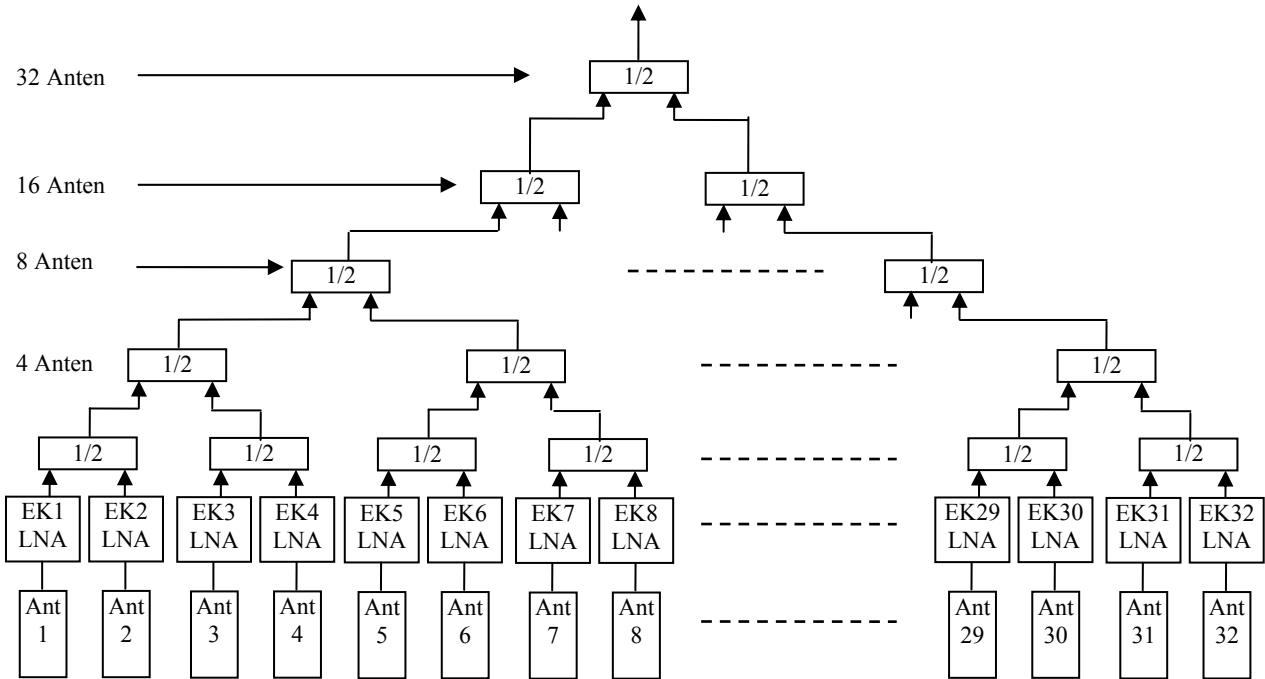 32 Anten
1/2
16 Anten
1/2
1/2
8 Anten
1/2
1/2
4 Anten
1/2
1/2
1/2
1/2
1/2
1/2
1/2
1/2
1/2
EK1
LNA
EK2
LNA
EK3
LNA
EK4
LNA
EK5
LNA
EK6
LNA
EK7
LNA
EK8
LNA
EK29
LNA
EK30
LNA
EK31
LNA
EK32
LNA
Ant
1
Ant
2
Ant
3
Ant
4
Ant
5
Ant
6
Ant
7
Ant
8
Ant
29
Ant
30
Ant
31
Ant
32